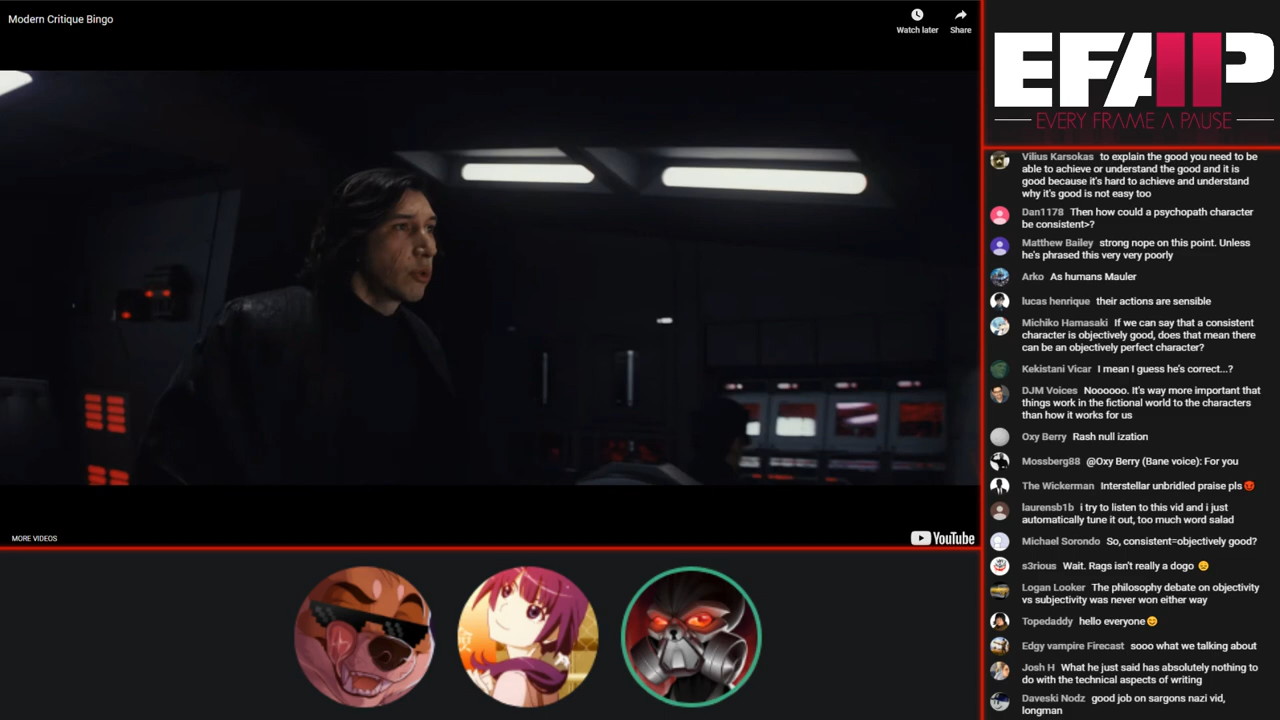 Modern Critique Bingo
Watch later
Share
EFAP
EVERY FRAME A PAUSE
Vilius Karsokas to explain the good you need to be
able to achieve or understand the good and it is
good because it's hard to achieve and understand
why it's good is not easy too
Dan1178 Then how could a psychopath character
be consistent>?
Matthew Bailey strong nope on this point. Unless
he's phrased this very very poorly
Arko As humans Mauler
lucas henrique their actions are sensible
Michiko Hamasaki If we can say that a consistent
character is objectively good, does that mean there
can be an objectively perfect character?
Kekistani Vicar I mean I guess he's correct...?
DJM Voices Noooooo. It's way more important that
things work in the fictional world to the characters
than how it works for us
Oxy Berry Rash null ization
Mossberg88 @Oxy Berry (Bane voice): For you
The Wickerman Interstellar unbridled praise pls
laurensb1b i try to listen to this vid and i just
automatically tune it out, too much word salad
Michael Sorondo So, consistent=objectively good?
s3rious Wait. Rags isn't really a dogo
Logan Looker The philosophy debate on objectivity
vs subjectivity was never won either way
Topedaddy hello everyone
Edgy vampire Firecast sooo what we talking about
Josh H What he just said has absolutely nothing to
do with the technical aspects of writing
Daveski Nodz good job on sargons nazi vid,
longman
MORE VIDEOS
YouTube